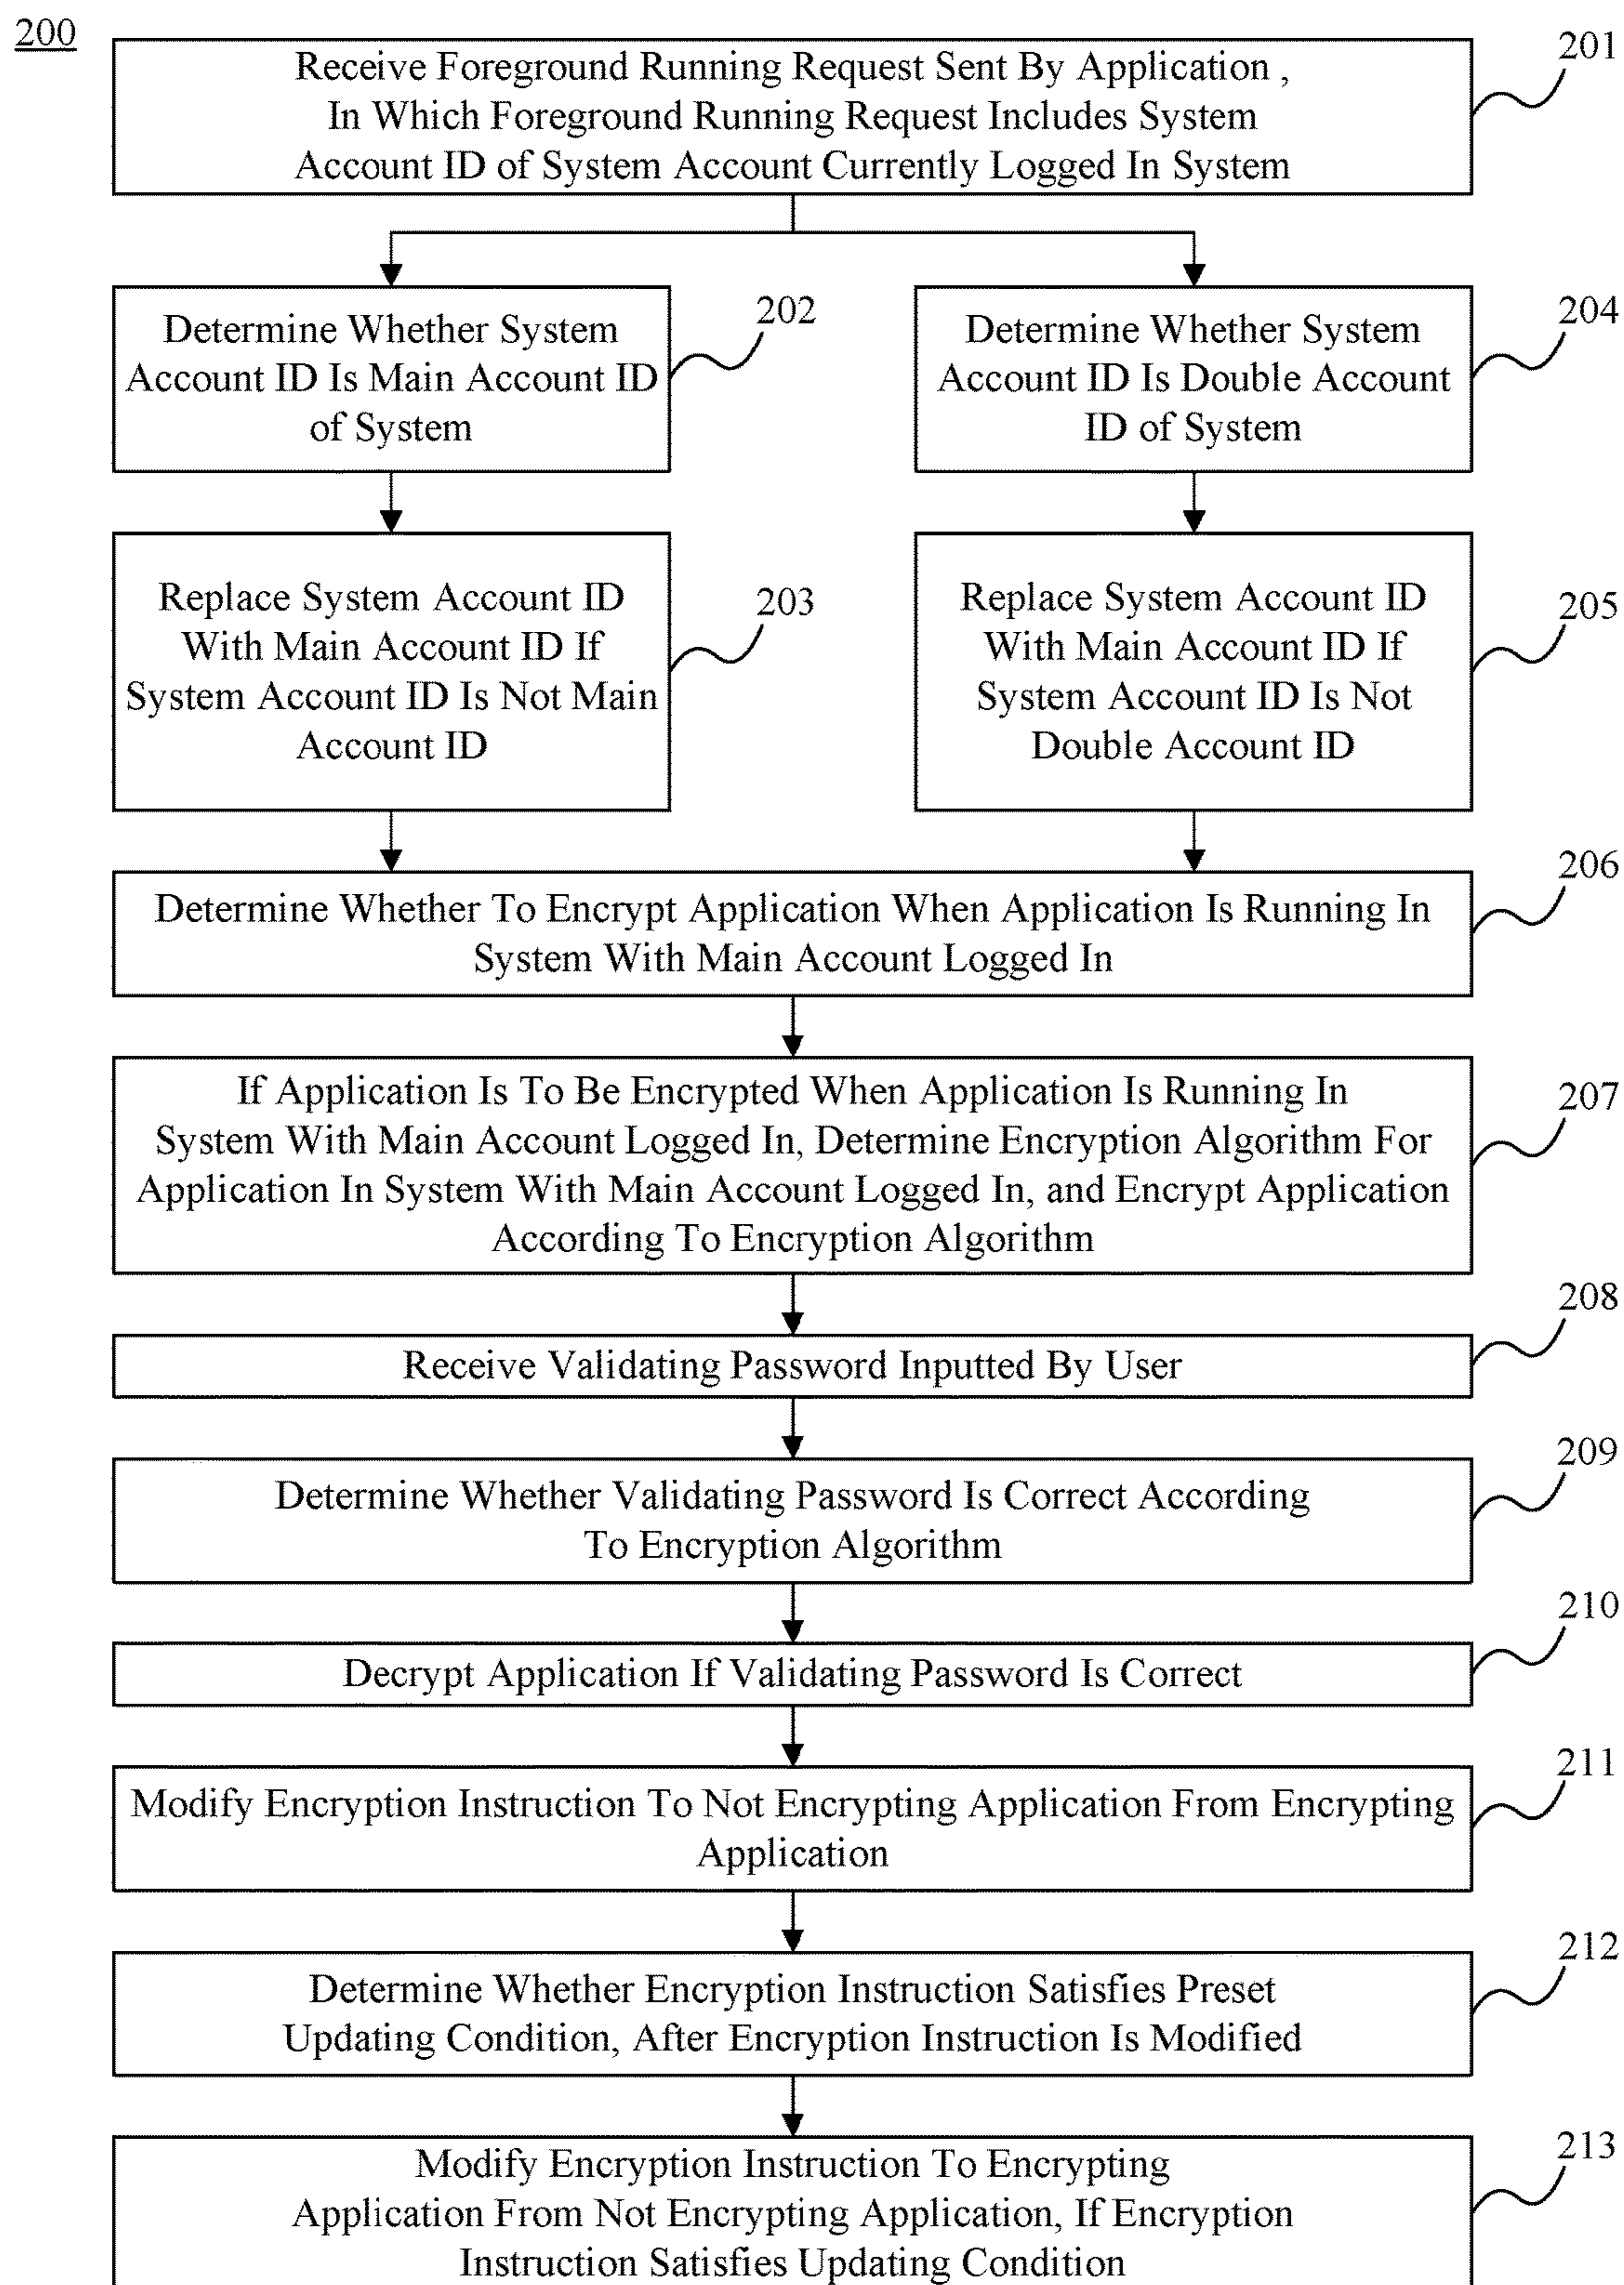 200
Receive Foreground Running Request Sent By Application ,
In Which Foreground Running Request Includes System
Account ID of System Account Currently Logged In System
201
Determine Whether System
Account ID Is Main Account ID
of System
202
Determine Whether System
Account ID Is Double Account
ID of System
204
Replace System Account ID
With Main Account ID If
System Account ID Is Not Main
Account ID
203
Replace System Account ID
With Main Account ID If
System Account ID Is Not
Double Account ID
205
Determine Whether To Encrypt Application When Application Is Running In
System With Main Account Logged In
206
If Application Is To Be Encrypted When Application Is Running In
System With Main Account Logged In, Determine Encryption Algorithm For
Application In System With Main Account Logged In, and Encrypt Application
According To Encryption Algorithm
207
Receive Validating Password Inputted By User
208
Determine Whether Validating Password Is Correct According
To Encryption Algorithm
209
Decrypt Application If Validating Password Is Correct
210
Modify Encryption Instruction To Not Encrypting Application From Encrypting
Application
211
Determine Whether Encryption Instruction Satisfies Preset
Updating Condition, After Encryption Instruction Is Modified
212
Modify Encryption Instruction To Encrypting
Application From Not Encrypting Application, If Encryption
Instruction Satisfies Updating Condition
213